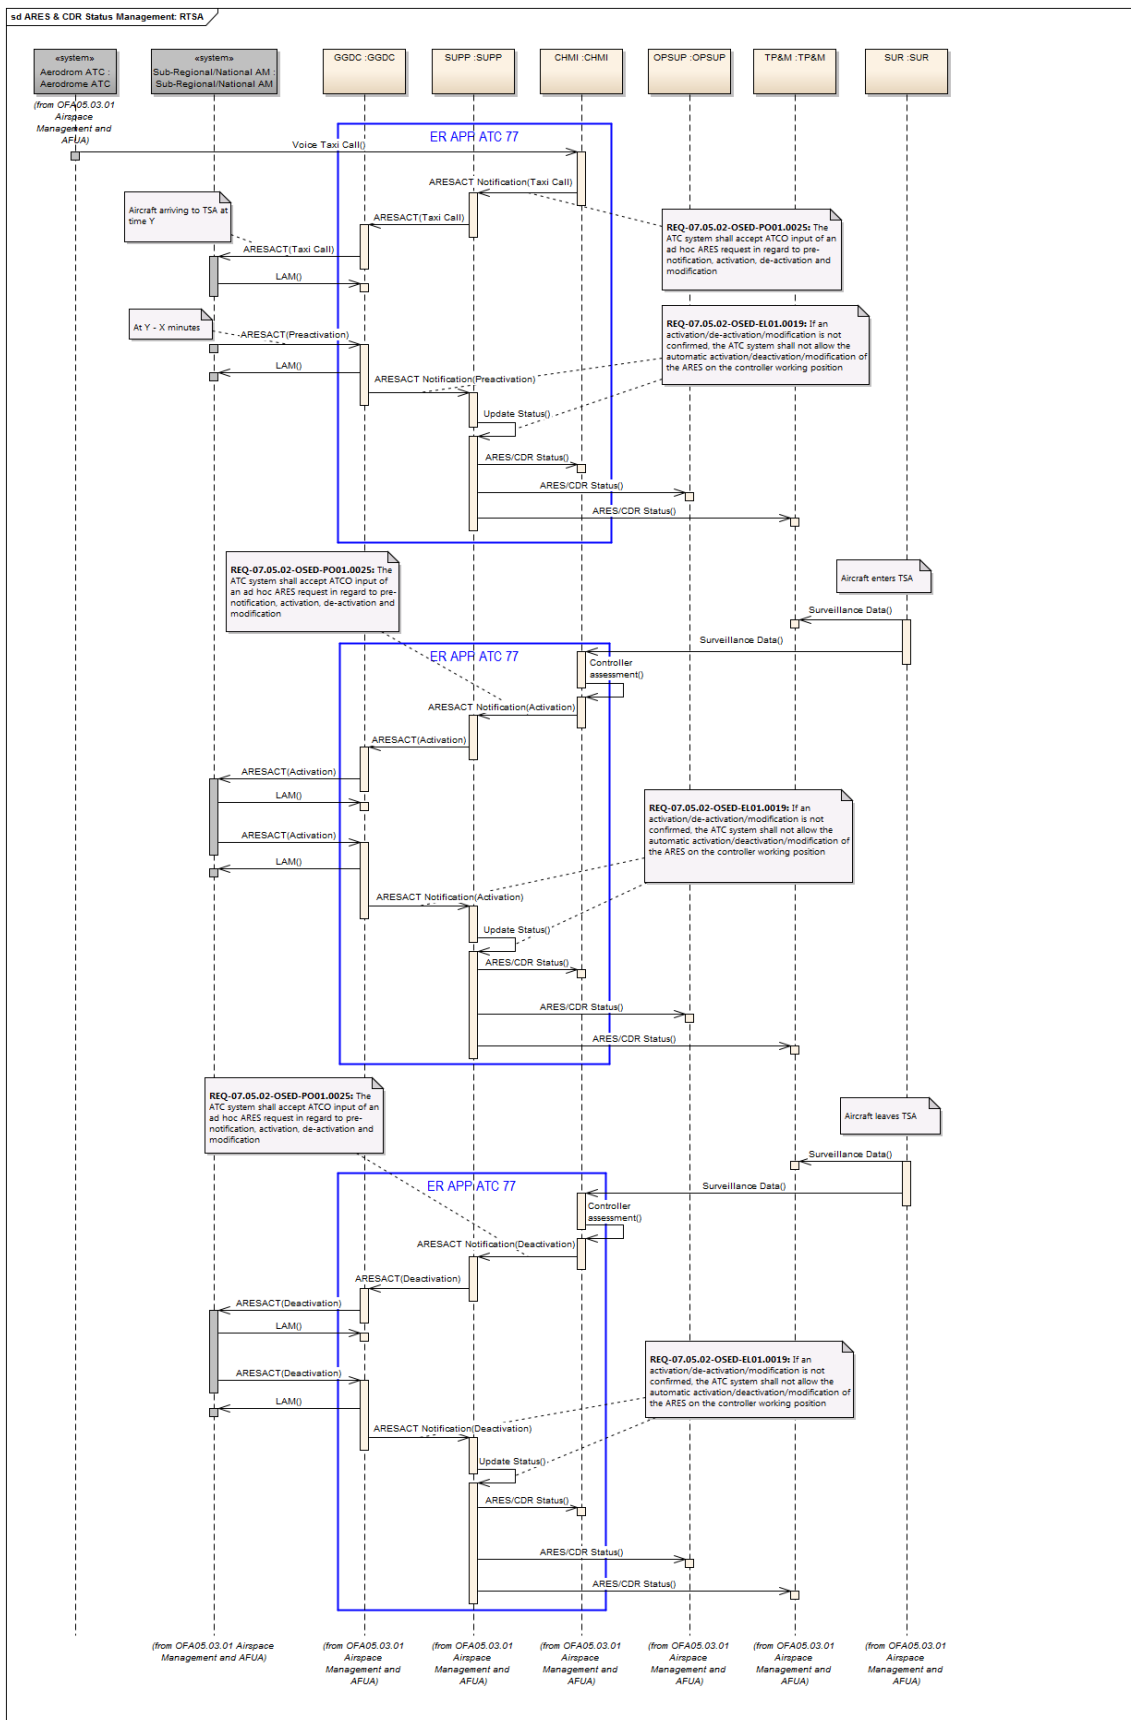 sd ARES & CDR Status Management: RTSA
«system»
Aerodrom ATC :
Aerodrome ATC
«system»
Sub-Regional/National AM :
Sub-Regional/National AM
GGDC :GGDC
SUPP :SUPP
CHMI :CHMI
OPSUP :OPSUP
TP&M :TP&M
SUR :SUR
(from OFA05.03.01
Airspace
Management and
AFUA)
ER APP ATC 77
Voice Taxi Call()
ARESACT Notification(Taxi Call)
Aircraft arriving to TSA at
time Y
ARESACT(Taxi Call)
REQ-07.05.02-OSED-PO01.0025: The
ATC system shall accept ATCO input of an
ad hoc ARES request in regard to pre-
notification, activation, de-activation and
modification
ARESACT(Taxi Call)
LAM()
At Y - X minutes
ARESACT(Preactivation)
REQ-07.05.02-OSED-EL01.0019: If an
activation/de-activation/modification is not
confirmed, the ATC system shall not allow the
automatic activation/deactivation/modification of
the ARES on the controller working position
LAM()
ARESACT Notification(Preactivation)
Update Status()
ARES/CDR Status()
ARES/CDR Status()
ARES/CDR Status()
REQ-07.05.02-OSED-PO01.0025: The
ATC system shall accept ATCO input of
an ad hoc ARES request in regard to pre-
notification, activation, de-activation and
modification
Aircraft enters TSA
Surveillance Data()
Surveillance Data()
ER APP ATC 77
Controller
assessment()
ARESACT Notification(Activation)
ARESACT(Activation)
ARESACT(Activation)
LAM()
REQ-07.05.02-OSED-EL01.0019: If an
activation/de-activation/modification is not
confirmed, the ATC system shall not allow the
automatic activation/deactivation/modification of
the ARES on the controller working position
ARESACT(Activation)
LAM()
ARESACT Notification(Activation)
Update Status()
ARES/CDR Status()
ARES/CDR Status()
ARES/CDR Status()
REQ-07.05.02-OSED-PO01.0025: The
ATC system shall accept ATCO input of an
ad hoc ARES request in regard to pre-
notification, activation, de-activation and
modification
Aircraft leaves TSA
Surveillance Data()
Surveillance Data()
ER APP ATC 77
Controller
assessment()
ARESACT Notification(Deactivation)
ARESACT(Deactivation)
ARESACT(Deactivation)
LAM()
REQ-07.05.02-OSED-EL01.0019: If an
activation/de-activation/modification is not
confirmed, the ATC system shall not allow the
automatic activation/deactivation/modification of
the ARES on the controller working position
ARESACT(Deactivation)
LAM()
ARESACT Notification(Deactivation)
Update Status()
ARES/CDR Status()
ARES/CDR Status()
ARES/CDR Status()
(from OFA05.03.01 Airspace
Management and AFUA)
(from OFA05.03.01
Airspace
Management and
AFUA)
(from OFA05.03.01
Airspace
Management and
AFUA)
(from OFA05.03.01
Airspace
Management and
AFUA)
(from OFA05.03.01
Airspace
Management and
AFUA)
(from OFA05.03.01
Airspace
Management and
AFUA)
(from OFA05.03.01
Airspace
Management and
AFUA)